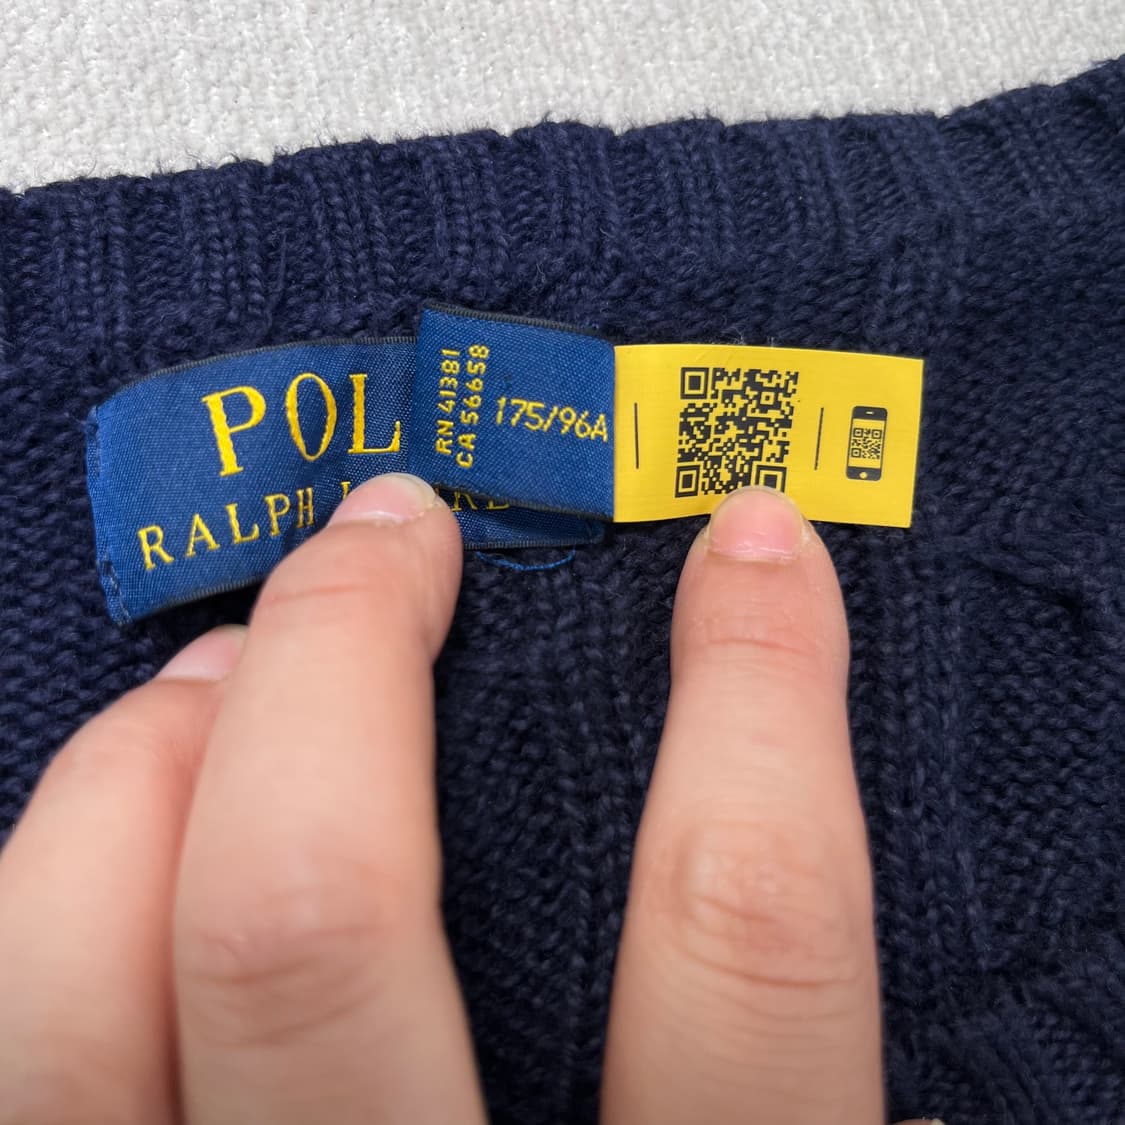 POL
RALPH
RN 41381
CA 56658
175/96A